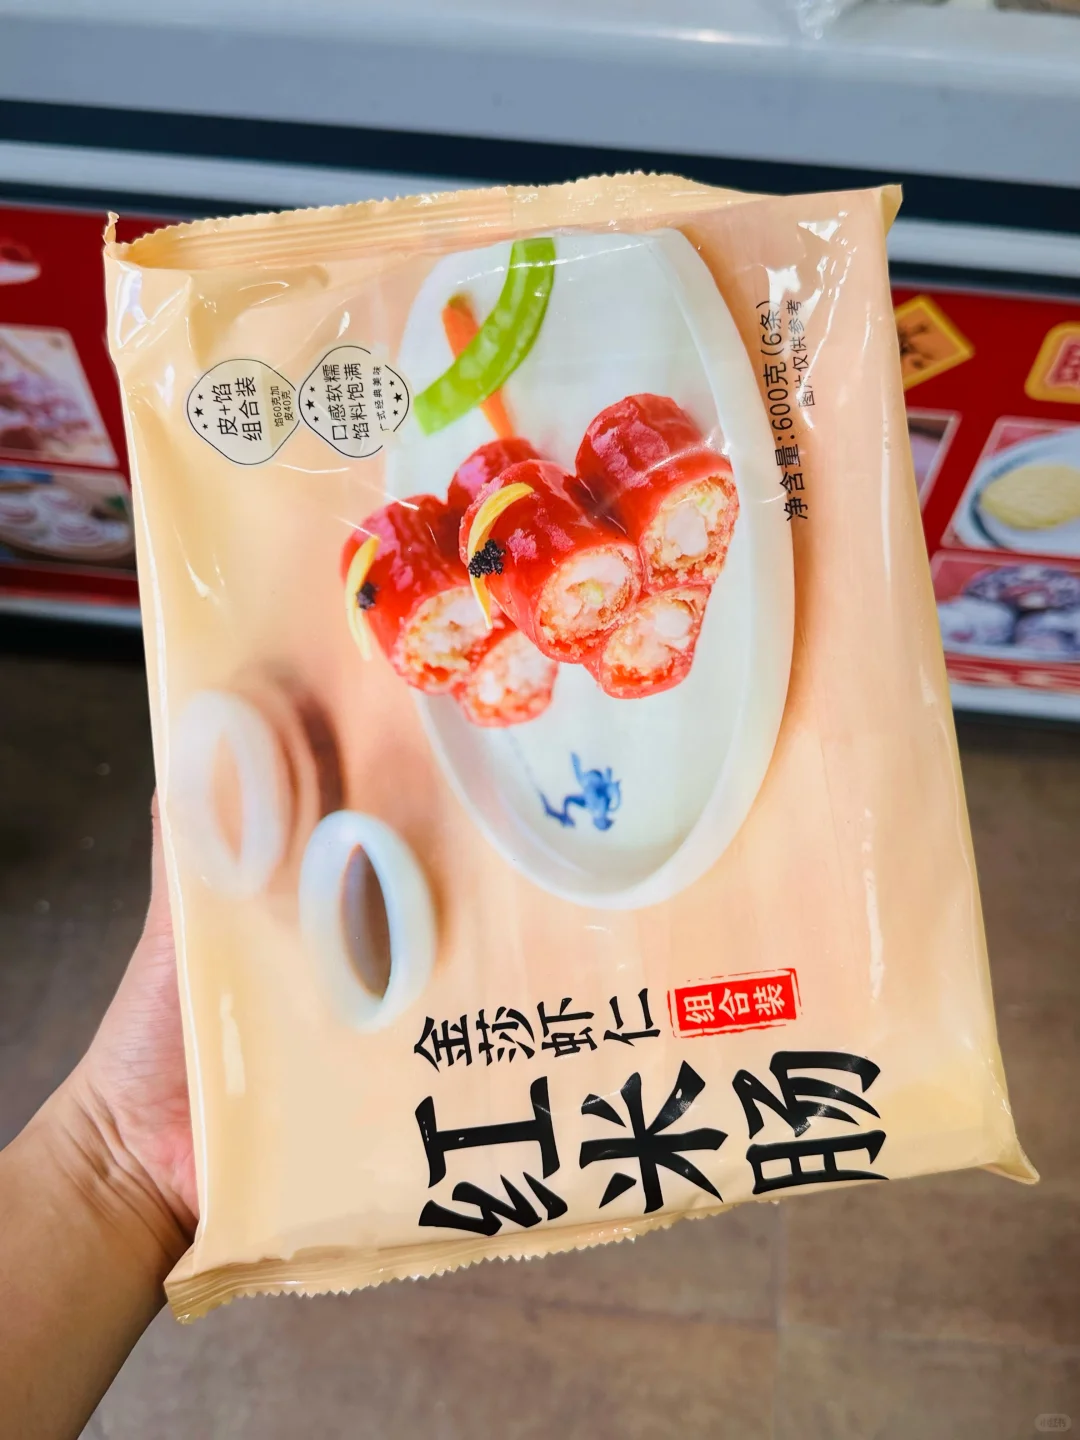 金莎虾仁
组合装
红米肠
皮+馅
组合装
馅60克加
皮40克
口感软糯
馅料饱满
广式经典美味
净含量:600克(6条)
图片仅供参考